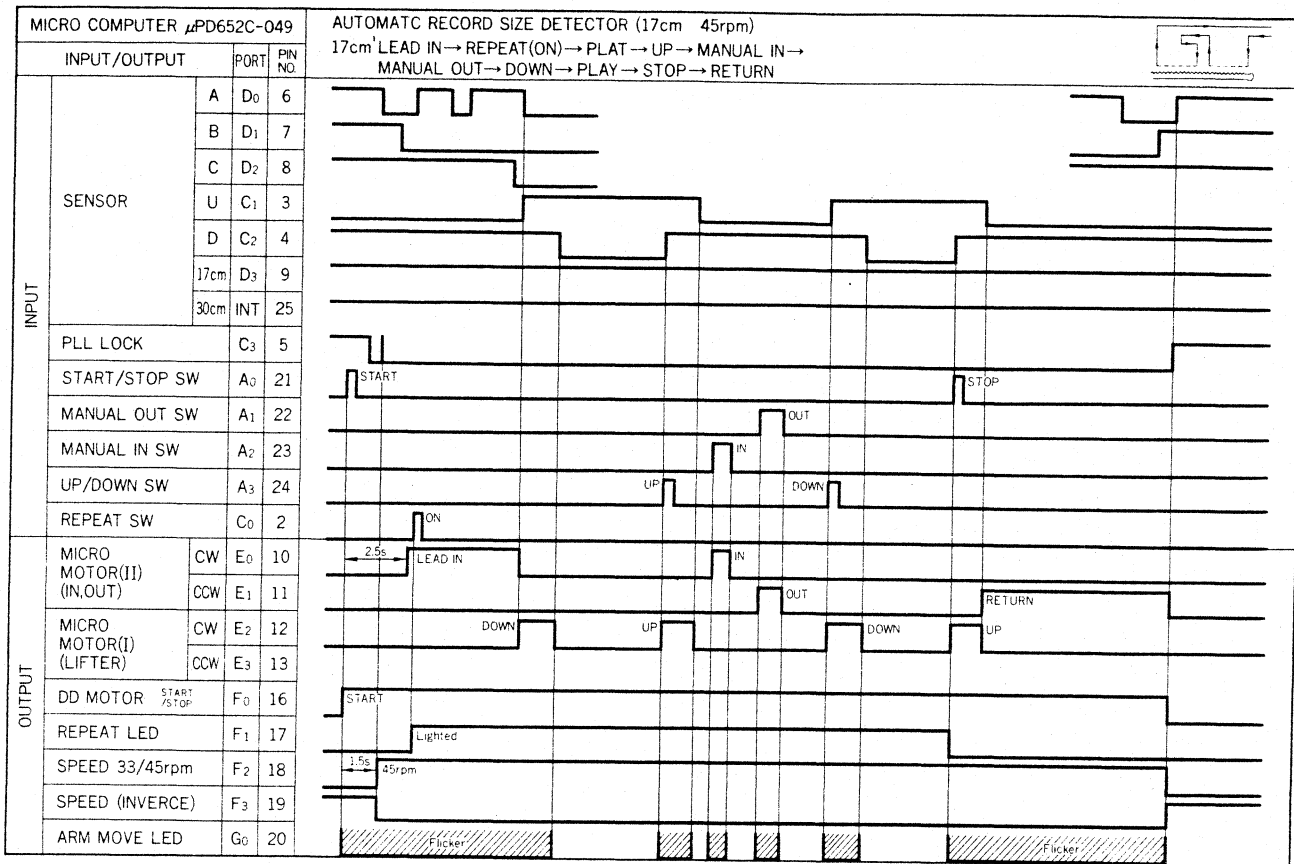 MICRO COMPUTER μPD652C-049
AUTOMATC RECORD SIZE DETECTOR (17cm 45rpm)
17cm' LEAD IN→REPEAT(ON)→PLAT→UP→MANUAL IN→
MANUAL OUT→DOWN→PLAY→STOP→RETURN
INPUT/OUTPUT PORT PIN NO.
INPUT
SENSOR
A D0 6
B D1 7
C D2 8
U C1 3
D C2 4
17cm D3 9
30cm INT 25
PLL LOCK C3 5
START/STOP SW A0 21 START STOP
MANUAL OUT SW A1 22 OUT
MANUAL IN SW A2 23 IN
UP/DOWN SW A3 24 UP DOWN
REPEAT SW C0 2 ON
OUTPUT
MICRO MOTOR(II) (IN,OUT)
CW E0 10 2.5s LEAD IN IN
CCW E1 11 OUT RETURN
MICRO MOTOR(I) (LIFTER)
CW E2 12 DOWN UP DOWN UP
CCW E3 13
DD MOTOR START/STOP F0 16 START
REPEAT LED F1 17 Lighted
SPEED 33/45rpm F2 18 1.5s 45rpm
SPEED (INVERCE) F3 19
ARM MOVE LED G0 20 Flicker Flicker